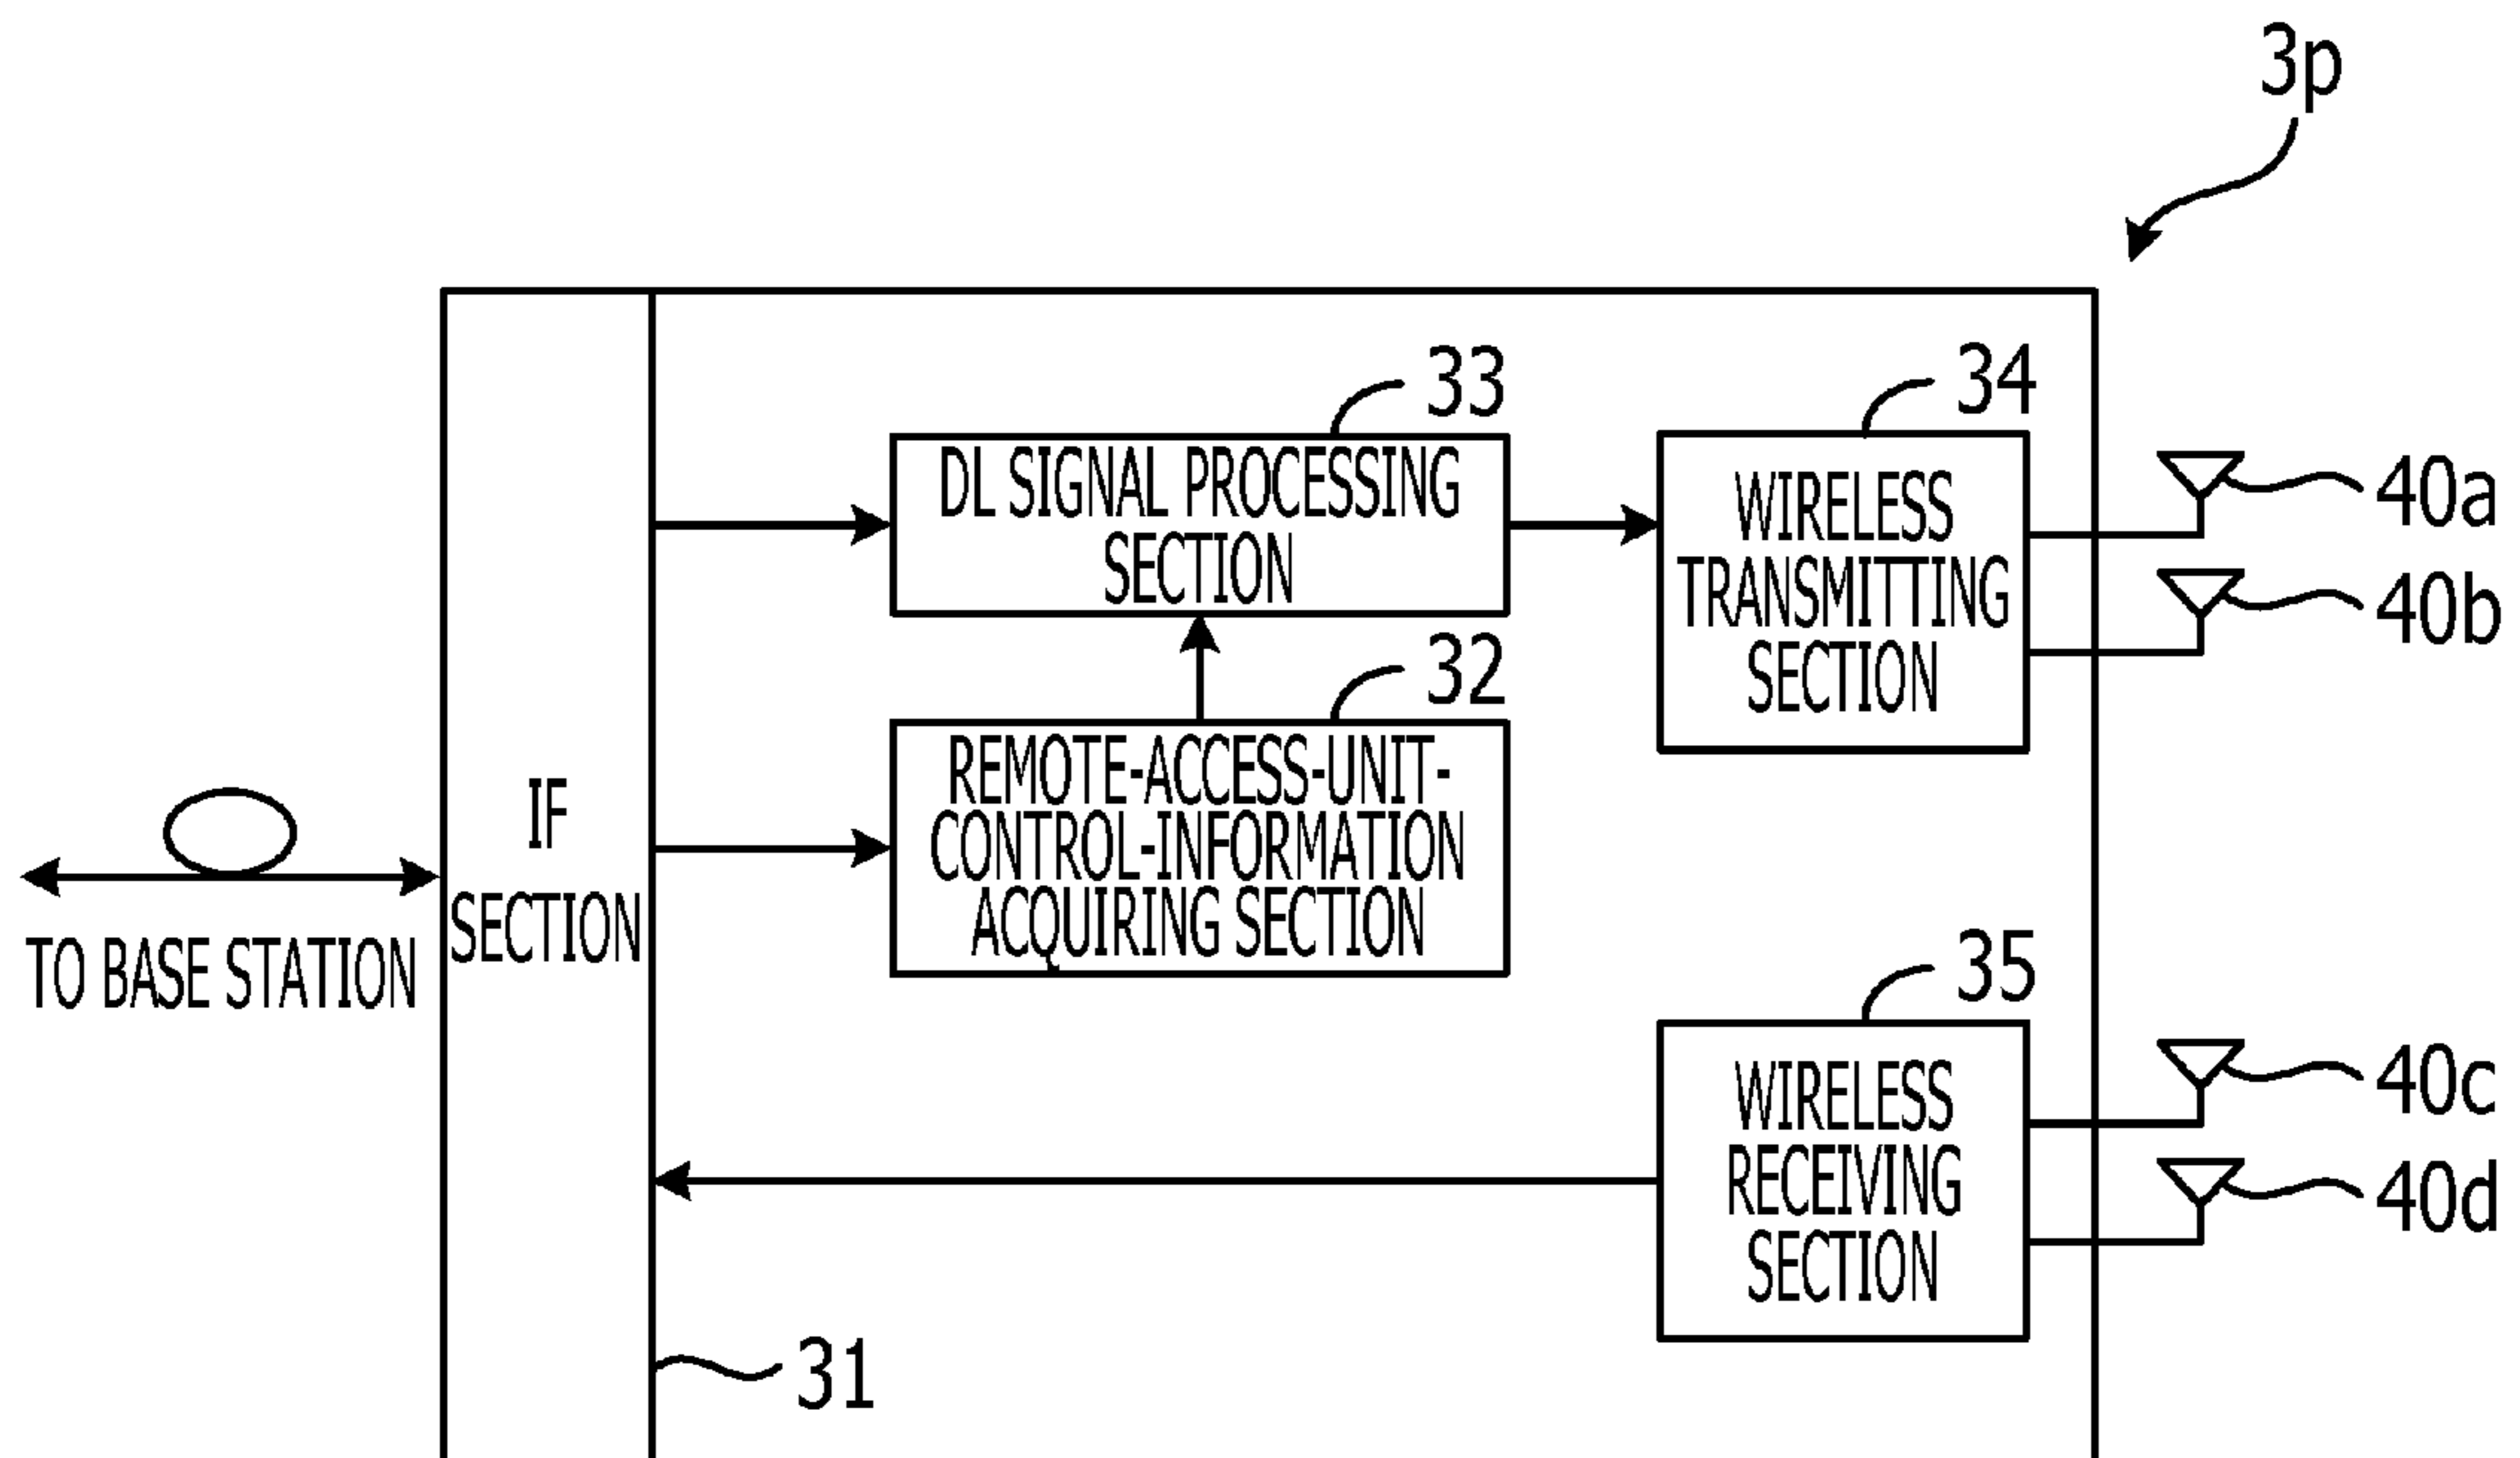 3p
33
34
DL SIGNAL PROCESSING
SECTION
WIRELESS
TRANSMITTING
SECTION
40a
40b
32
REMOTE-ACCESS-UNIT-
CONTROL-INFORMATION
ACQUIRING SECTION
IF
SECTION
TO BASE STATION
35
WIRELESS
RECEIVING
SECTION
40c
40d
31